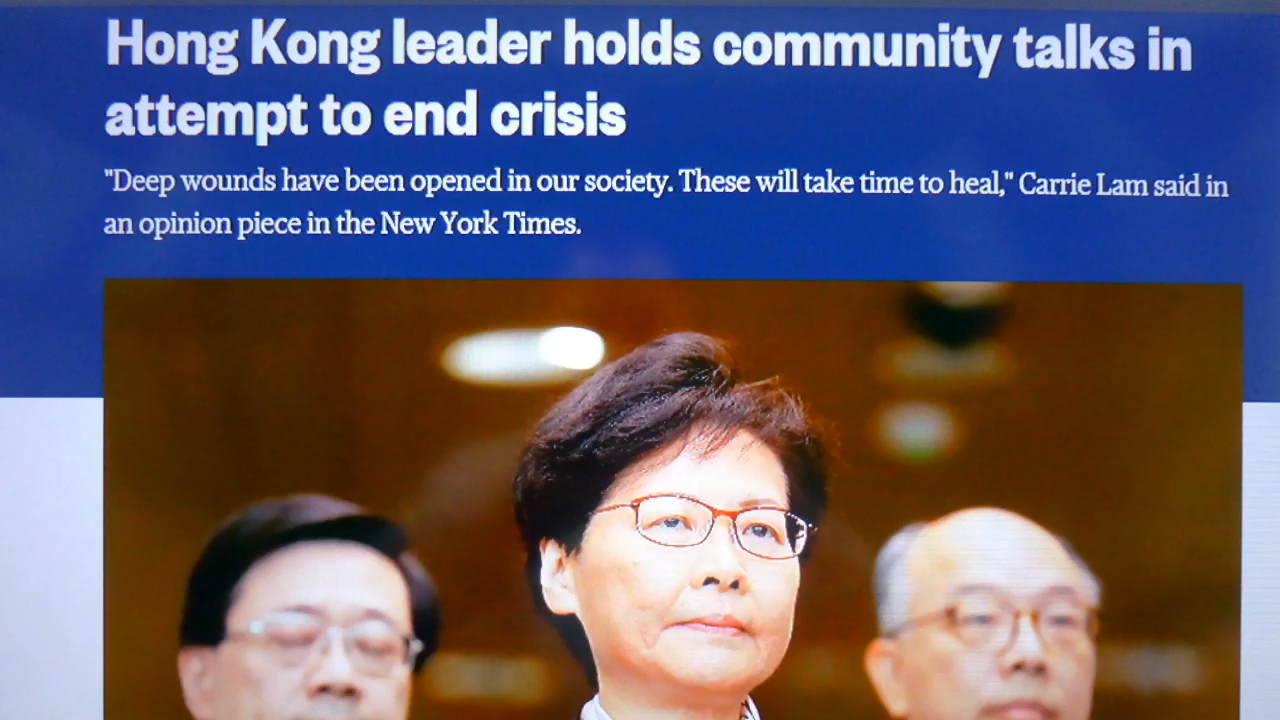 Hong Kong leader holds community talks in
attempt to end crisis
"Deep wounds have been opened in our society. These will take time to heal," Carrie Lam said in
an opinion piece in the New York Times.